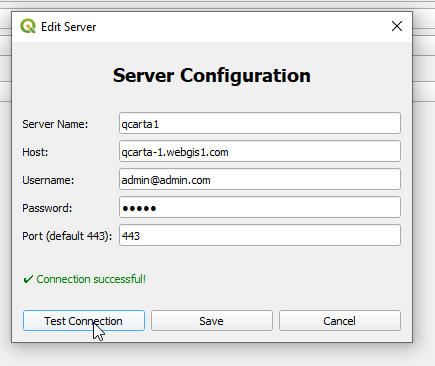 Edit Server
Server Configuration
Server Name: qcarta1
Host: qcarta-1.webgis1.com
Username: admin@admin.com
Password: •••••
Port (default 443): 443
✔ Connection successful!
Test Connection Save Cancel